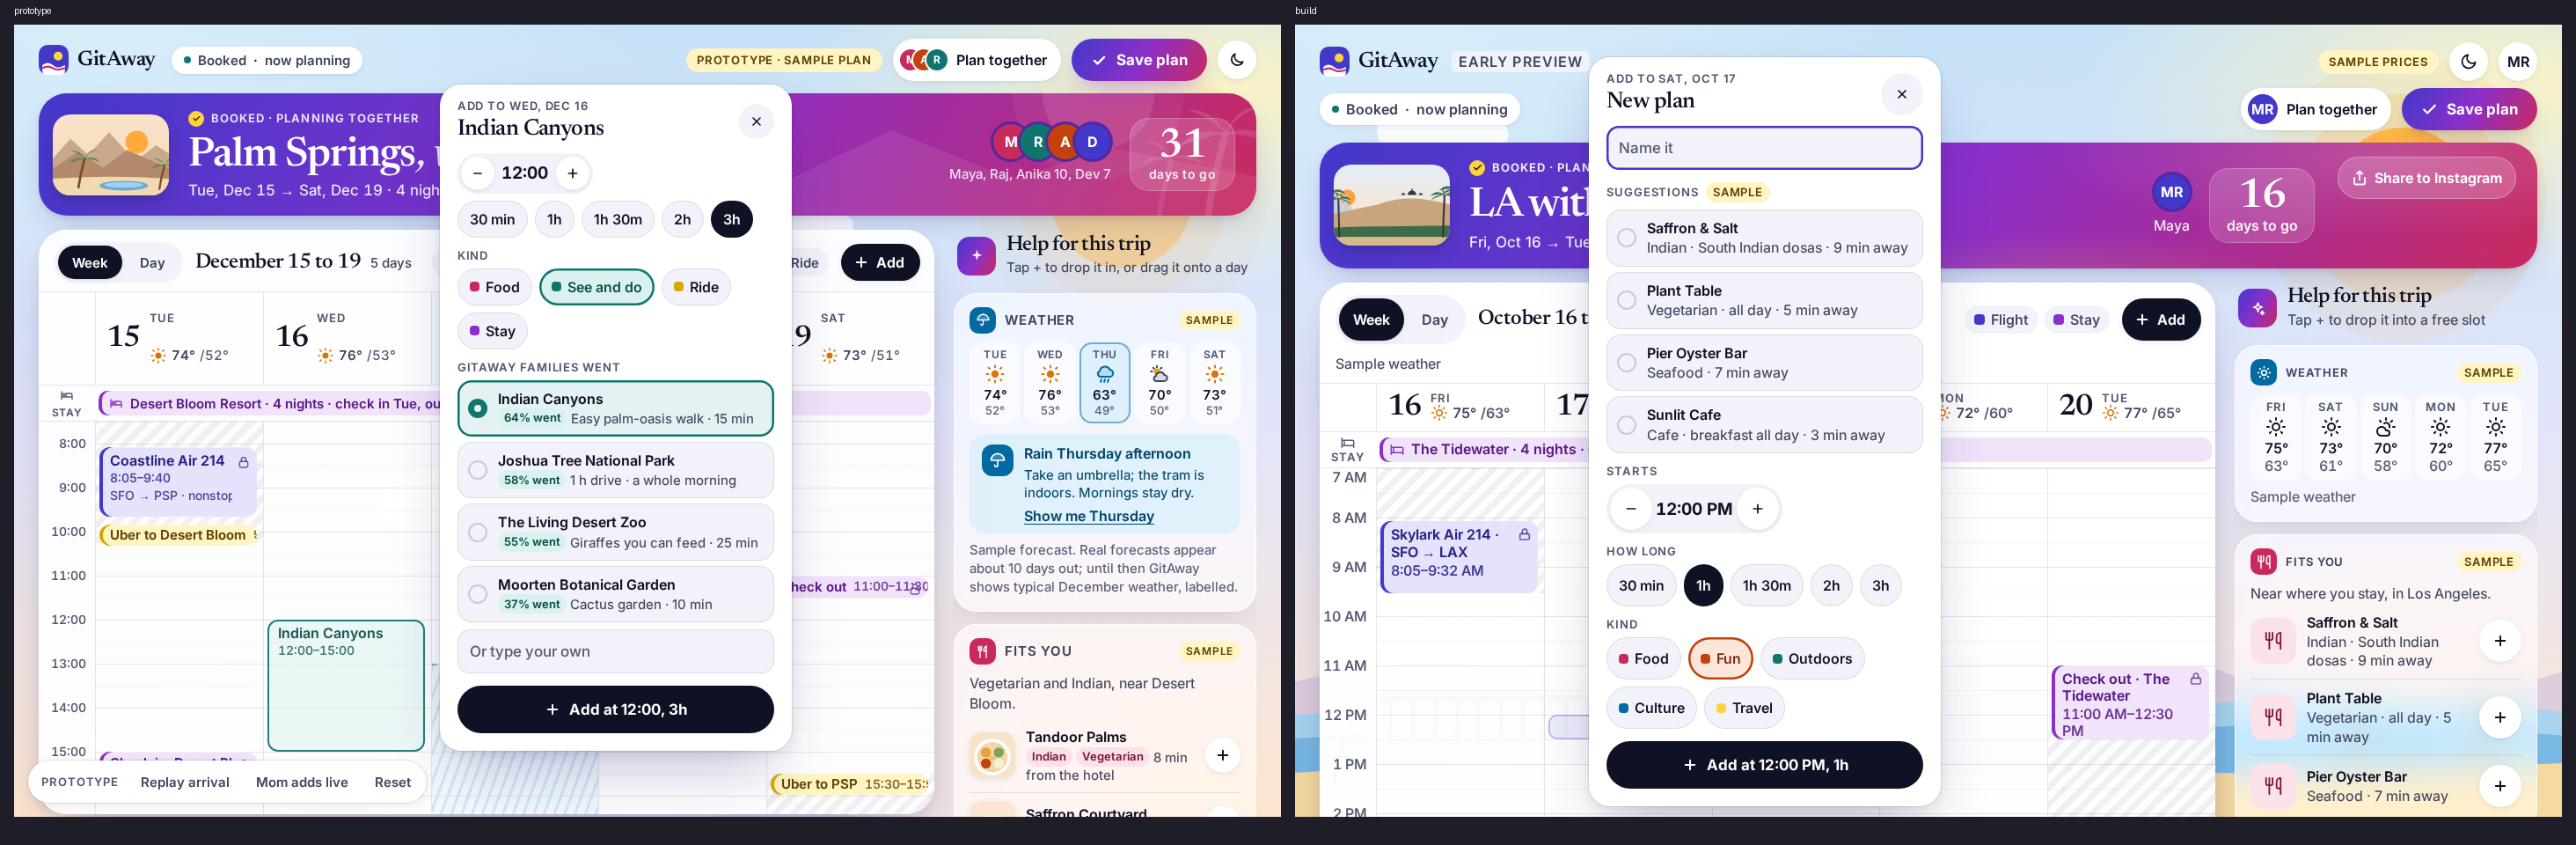 prototype
GitAway
Booked · now planning
PROTOTYPE · SAMPLE PLAN
Plan together
Save plan
BOOKED · PLANNING TOGETHER
Palm Springs,
Tue, Dec 15 → Sat, Dec 19 · 4 nigh
M R A D
Maya, Raj, Anika 10, Dev 7
31
days to go
Week
Day
December 15 to 19
5 days
Ride
+ Add
15 TUE
74° /52°
16 WED
76° /53°
SAT
73° /51°
STAY
Desert Bloom Resort · 4 nights · check in Tue, ou
8:00
9:00
10:00
11:00
12:00
13:00
14:00
15:00
Coastline Air 214
8:05–9:40
SFO → PSP · nonstop
Uber to Desert Bloom
Indian Canyons
12:00–15:00
heck out 11:00–11:30
Uber to PSP 15:30–15:
PROTOTYPE
Replay arrival
Mom adds live
Reset
ADD TO WED, DEC 16
Indian Canyons
×
− 12:00 +
30 min
1h
1h 30m
2h
3h
KIND
Food
See and do
Ride
Stay
GITAWAY FAMILIES WENT
Indian Canyons
64% went Easy palm-oasis walk · 15 min
Joshua Tree National Park
58% went 1 h drive · a whole morning
The Living Desert Zoo
55% went Giraffes you can feed · 25 min
Moorten Botanical Garden
37% went Cactus garden · 10 min
Or type your own
+ Add at 12:00, 3h
Help for this trip
Tap + to drop it in, or drag it onto a day
WEATHER
SAMPLE
TUE WED THU FRI SAT
74° 76° 63° 70° 73°
52° 53° 49° 50° 51°
Rain Thursday afternoon
Take an umbrella; the tram is
indoors. Mornings stay dry.
Show me Thursday
Sample forecast. Real forecasts appear
about 10 days out; until then GitAway
shows typical December weather, labelled.
FITS YOU
SAMPLE
Vegetarian and Indian, near Desert
Bloom.
Tandoor Palms
Indian Vegetarian 8 min
from the hotel
+
Saffron Courtyard
build
GitAway
EARLY PREVIEW
SAMPLE PRICES
MR
Booked · now planning
MR Plan together
Save plan
BOOKED · PLAN
LA with
Fri, Oct 16 → Tue
MR
Maya
16
days to go
Share to Instagram
Week
Day
October 16 t
Flight
Stay
+ Add
Sample weather
16 FRI
75° /63°
17
MON
72° /60°
20 TUE
77° /65°
STAY
The Tidewater · 4 nights ·
7 AM
8 AM
9 AM
10 AM
11 AM
12 PM
1 PM
2 PM
Skylark Air 214 ·
SFO → LAX
8:05–9:32 AM
Check out · The
Tidewater
11:00 AM–12:30
PM
ADD TO SAT, OCT 17
New plan
×
Name it
SUGGESTIONS
SAMPLE
Saffron & Salt
Indian · South Indian dosas · 9 min away
Plant Table
Vegetarian · all day · 5 min away
Pier Oyster Bar
Seafood · 7 min away
Sunlit Cafe
Cafe · breakfast all day · 3 min away
STARTS
− 12:00 PM +
HOW LONG
30 min
1h
1h 30m
2h
3h
KIND
Food
Fun
Outdoors
Culture
Travel
+ Add at 12:00 PM, 1h
Help for this trip
Tap + to drop it into a free slot
WEATHER
SAMPLE
FRI SAT SUN MON TUE
75° 73° 70° 72° 77°
63° 61° 58° 60° 65°
Sample weather
FITS YOU
SAMPLE
Near where you stay, in Los Angeles.
Saffron & Salt
Indian · South Indian
dosas · 9 min away
+
Plant Table
Vegetarian · all day · 5
min away
+
Pier Oyster Bar
Seafood · 7 min away
+